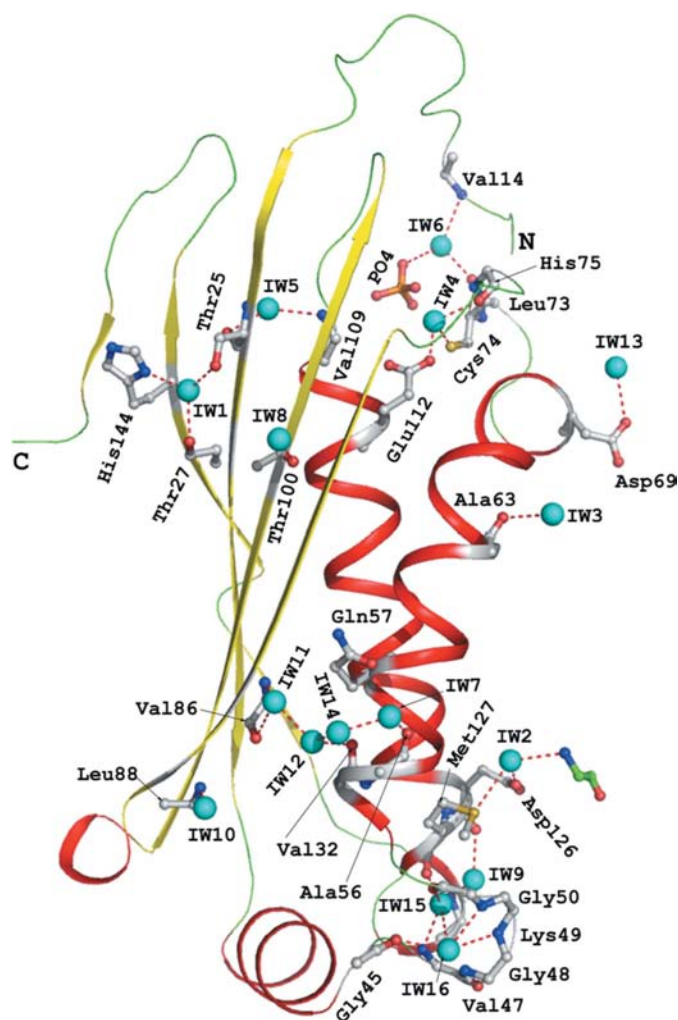 Val14
IW6
N
PO4
His75
IW4
Leu73
Thr25
IW5
Val109
Cys74
IW13
IW1
His144
Glu112
IW8
C
Thr27
Thr100
Asp69
Ala63
IW3
Gln57
IW11
IW14
IW7
Val86
Met127
IW2
IW12
Leu88
Asp126
IW10
Val32
IW9
Ala56
Gly50
IW15
Lys49
Gly48
Gly45
IW16
Val47